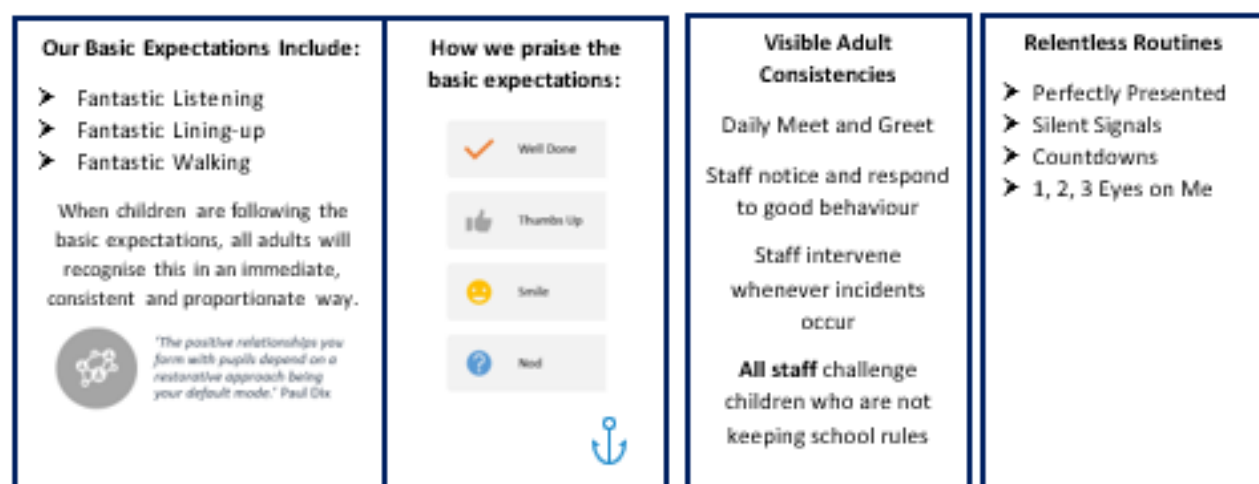 Our Basic Expectations Include:
➤ Fantastic Listening
➤ Fantastic Lining-up
➤ Fantastic Walking
When children are following the
basic expectations, all adults will
recognise this in an immediate,
consistent and proportionate way.
'The positive relationships you
form with pupils depend on a
restorative approach being
your default mode.' Paul Dix
How we praise the
basic expectations:
Well Done
Thumbs Up
Smile
Nod
Visible Adult
Consistencies
Daily Meet and Greet
Staff notice and respond
to good behaviour
Staff intervene
whenever incidents
occur
All staff challenge
children who are not
keeping school rules
Relentless Routines
➤ Perfectly Presented
➤ Silent Signals
➤ Countdowns
➤ 1, 2, 3 Eyes on Me